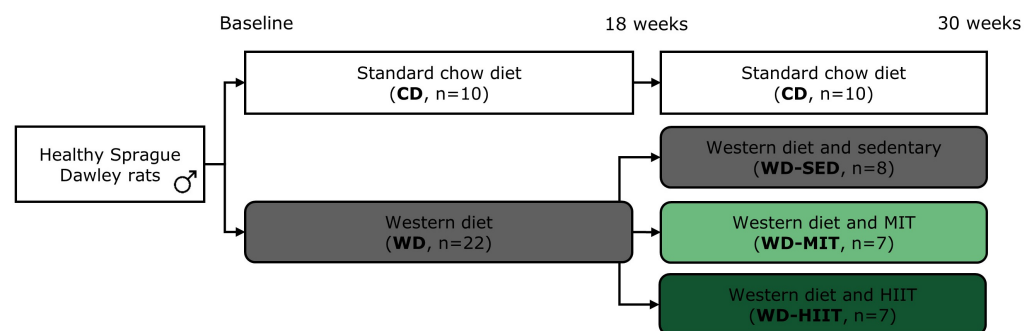 Baseline
18 weeks
30 weeks
Standard chow diet
(CD, n=10)
Standard chow diet
(CD, n=10)
Healthy Sprague
Dawley rats
Western diet and sedentary
(WD-SED, n=8)
Western diet
(WD, n=22)
Western diet and MIT
(WD-MIT, n=7)
Western diet and HIIT
(WD-HIIT, n=7)